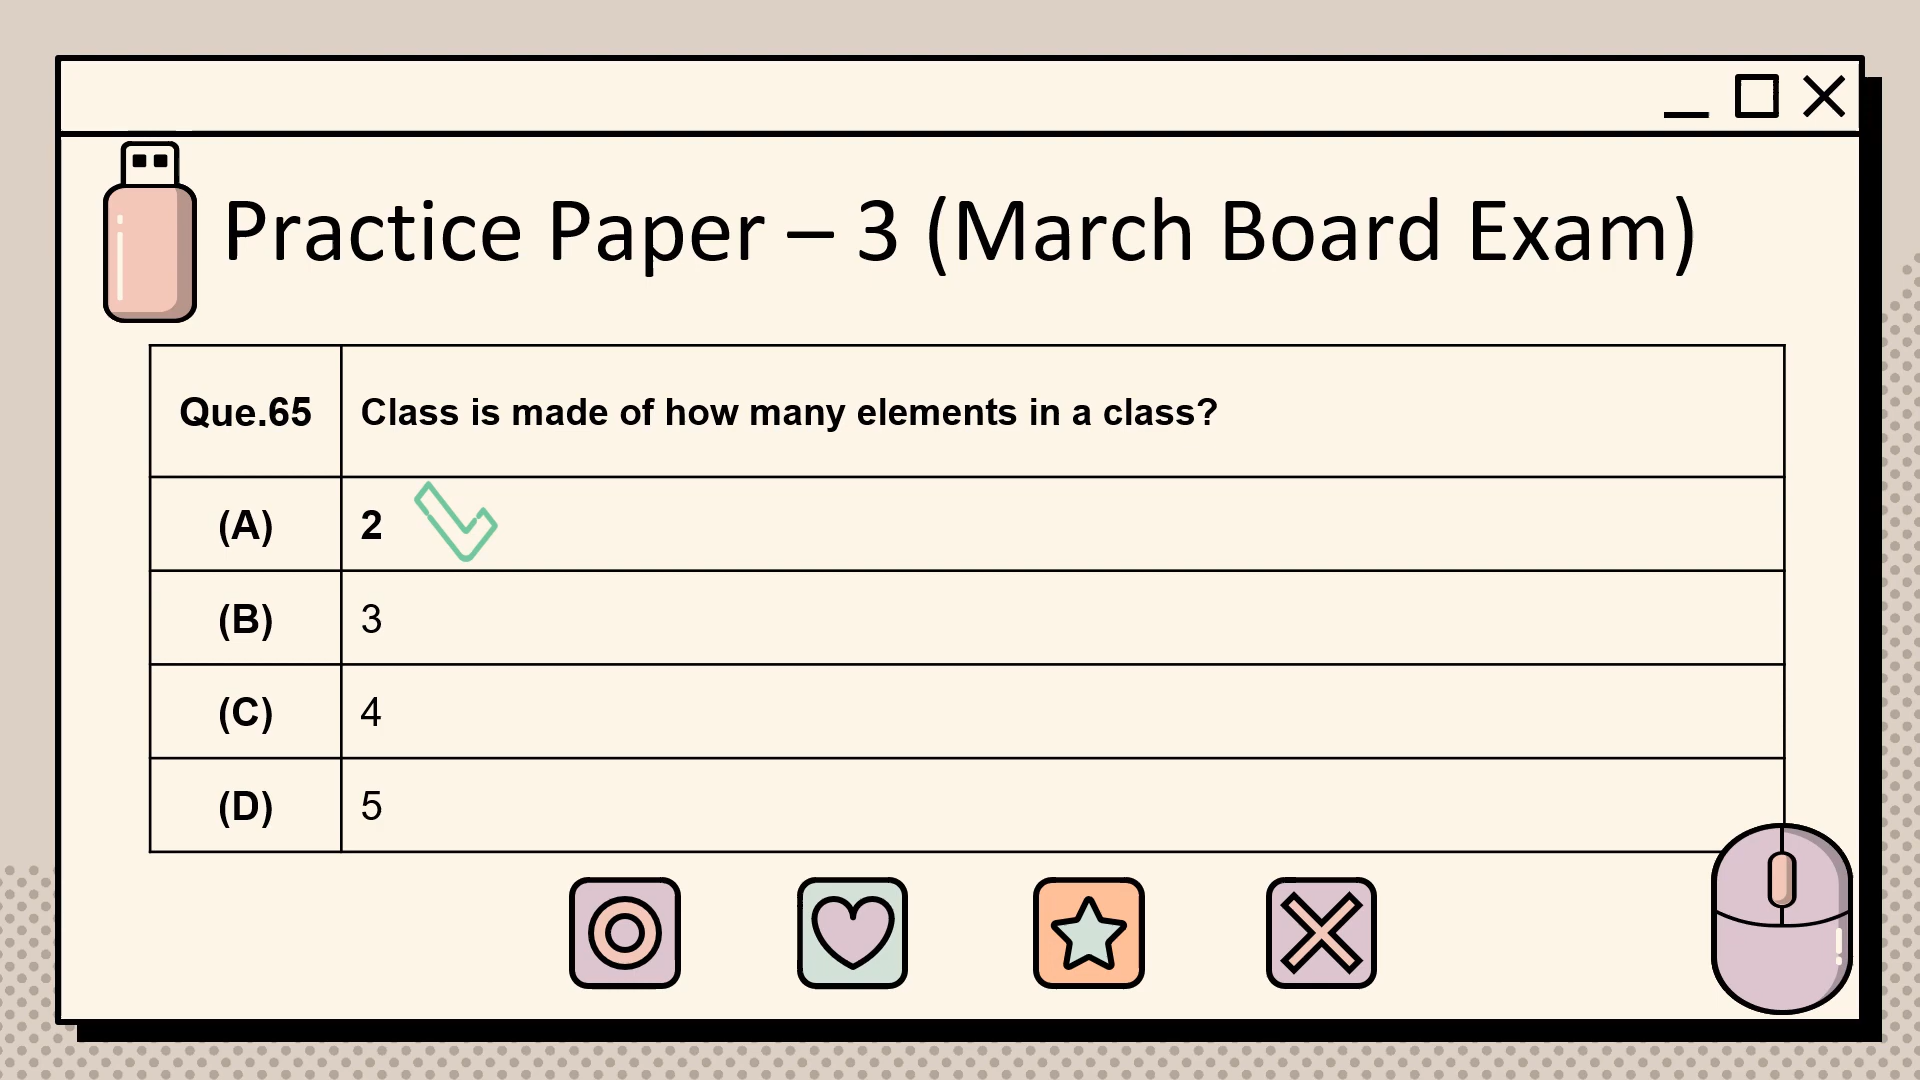 Practice Paper – 3 (March Board Exam)
Que.65 Class is made of how many elements in a class?
(A) 2
(B) 3
(C) 4
(D) 5